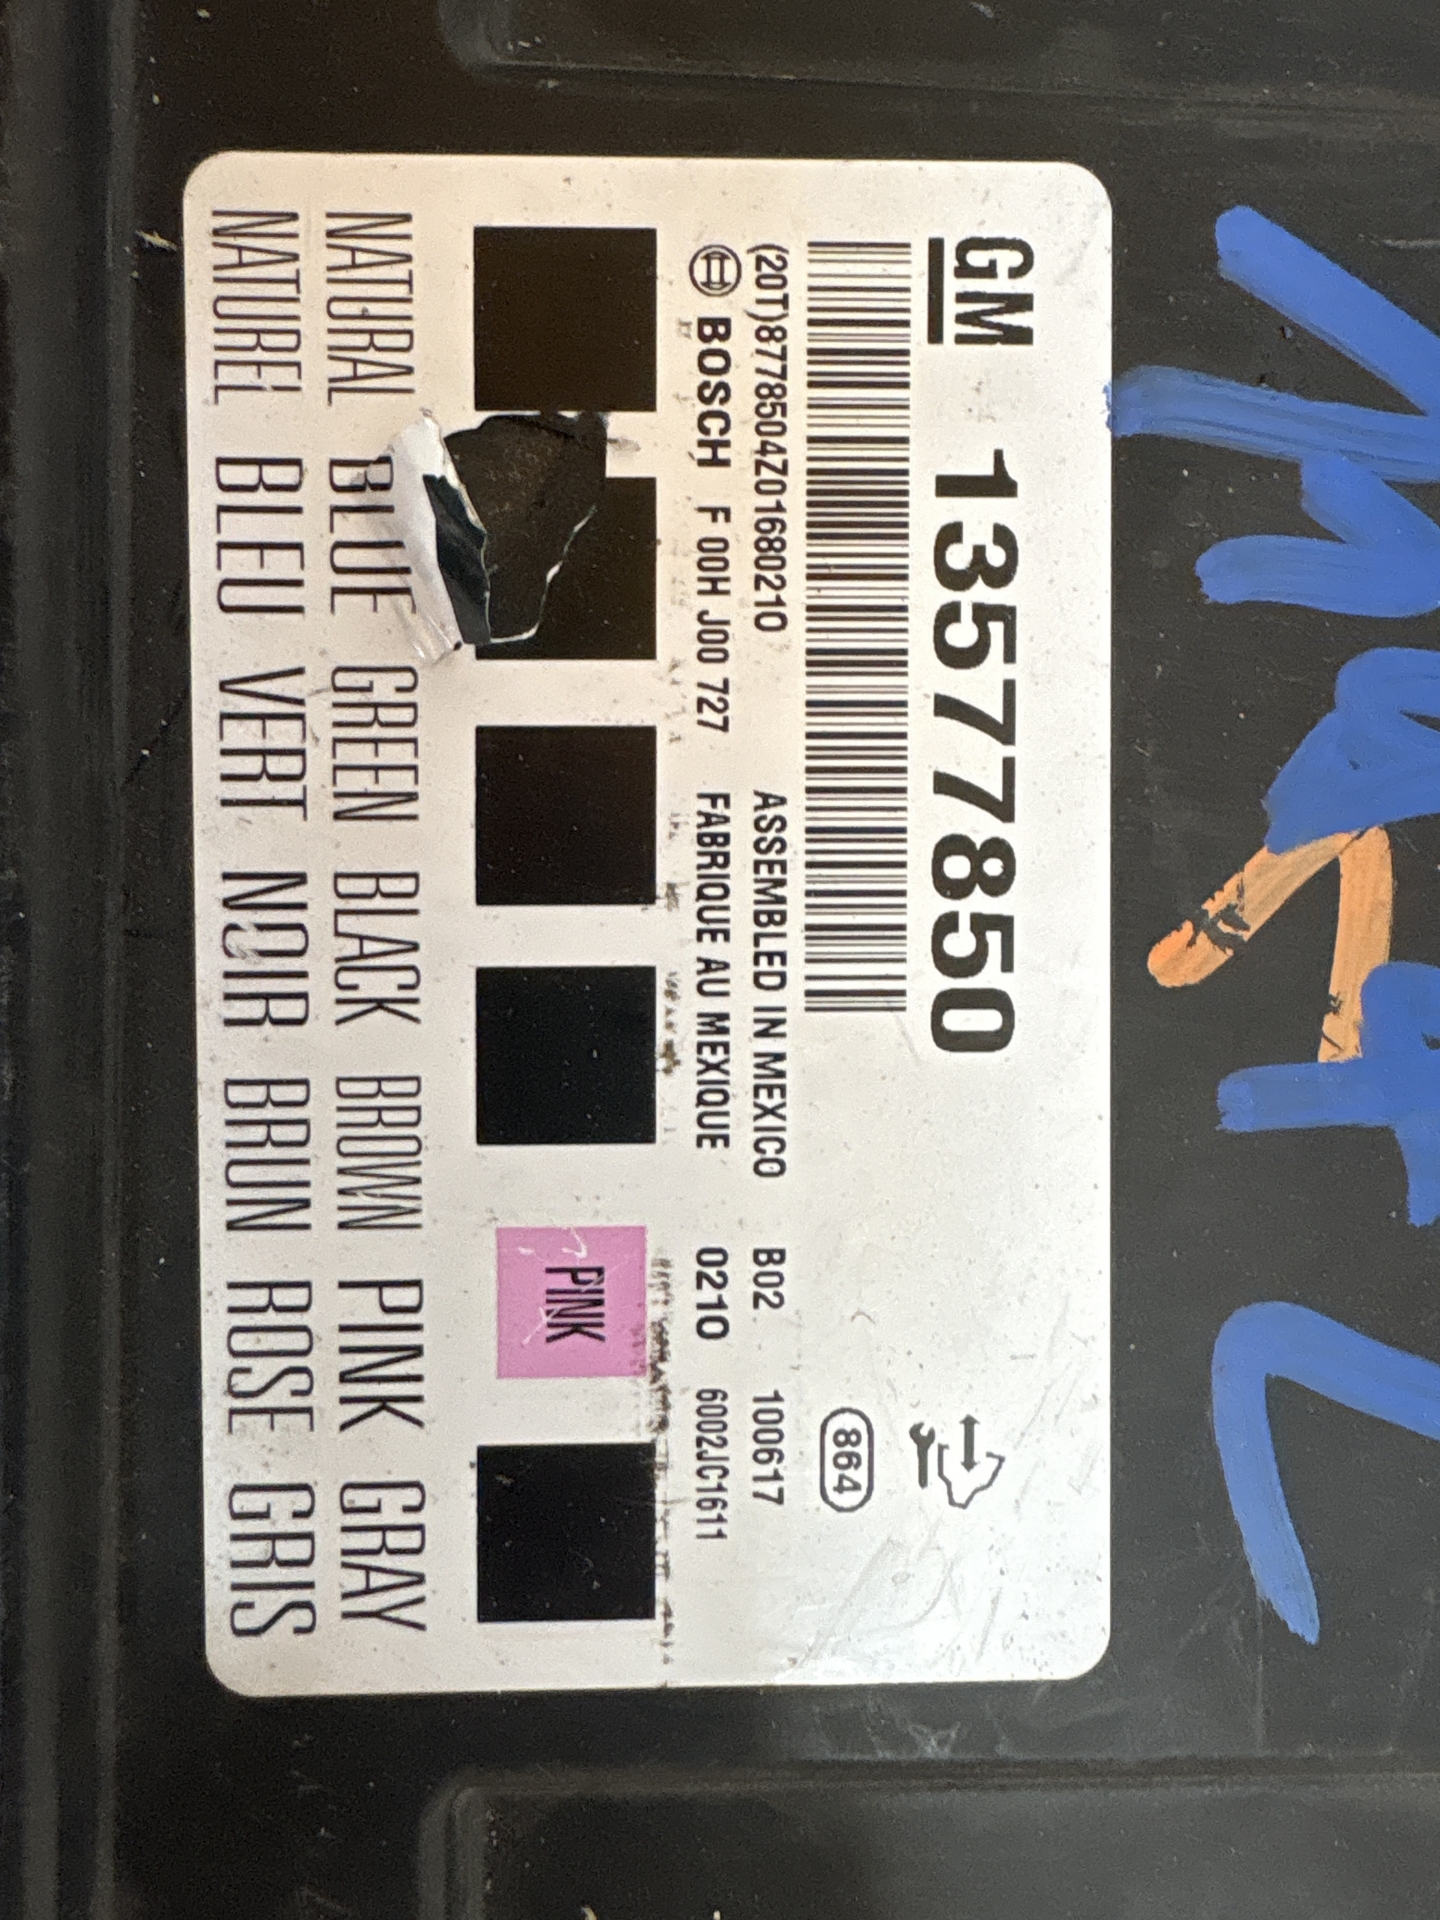 GM 13577850
864
(20T)8778504Z01680210 ASSEMBLED IN MEXICO B02 100617
BOSCH F 00H J00 727 FABRIQUE AU MEXIQUE 0210 6002JC1611
PINK
NATURAL BLUE GREEN BLACK BROWN PINK GRAY
NATUREL BLEU VERT NOIR BRUN ROSE GRIS